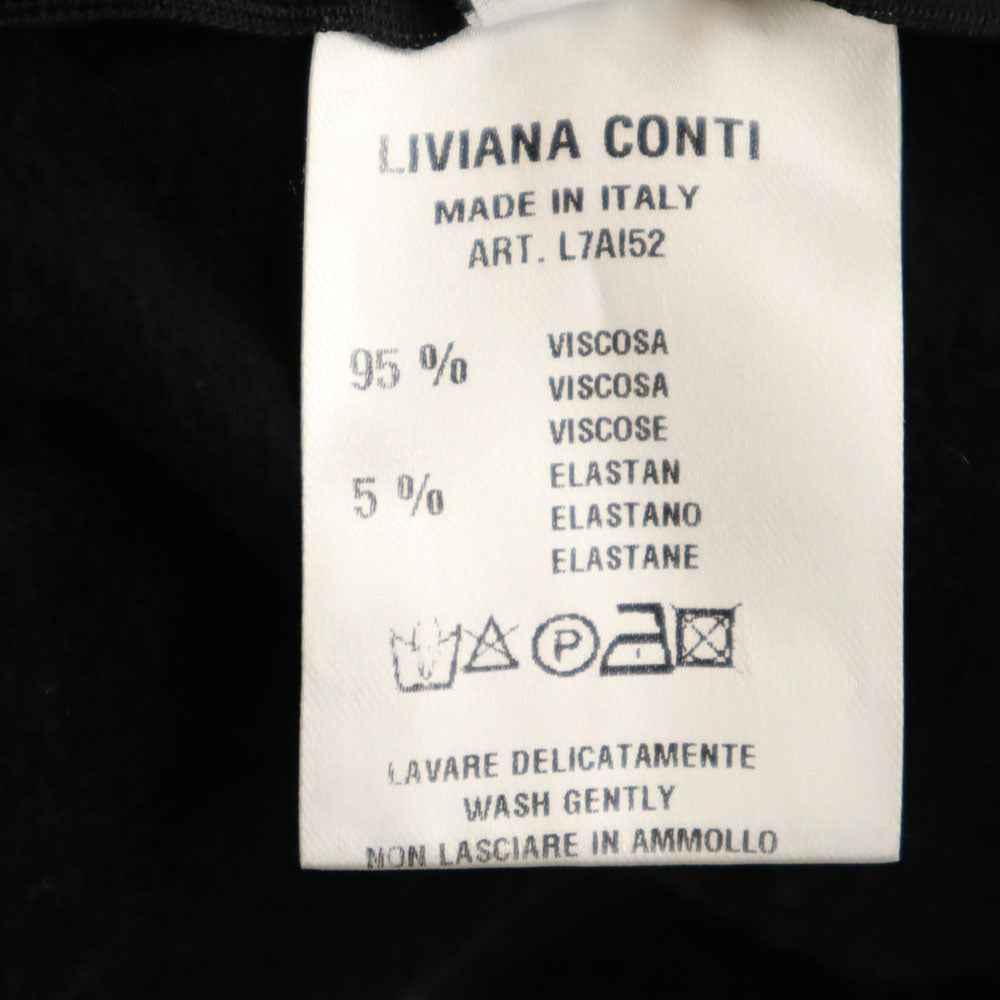 LIVIANA CONTI
MADE IN ITALY
ART. L7AI52
95 % VISCOSA
VISCOSA
VISCOSE
5 % ELASTAN
ELASTANO
ELASTANE
P
LAVARE DELICATAMENTE
WASH GENTLY
NON LASCIARE IN AMMOLLO